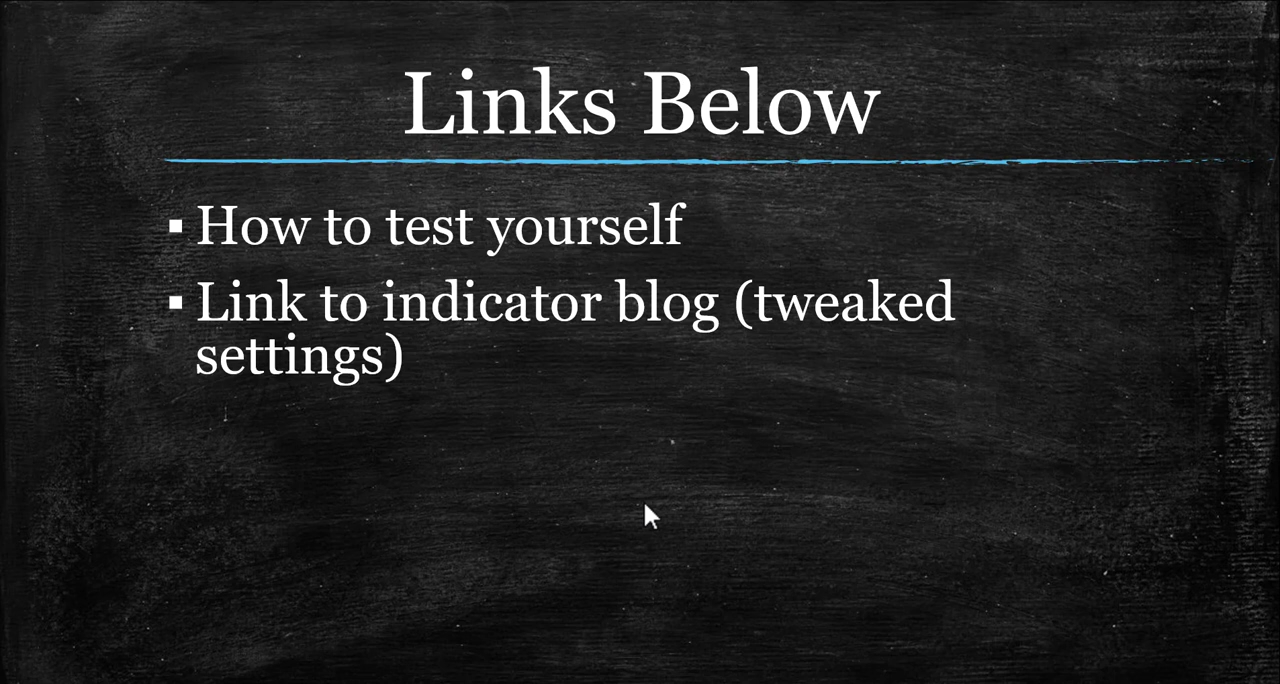 Links Below
▪ How to test yourself
▪ Link to indicator blog (tweaked
settings)